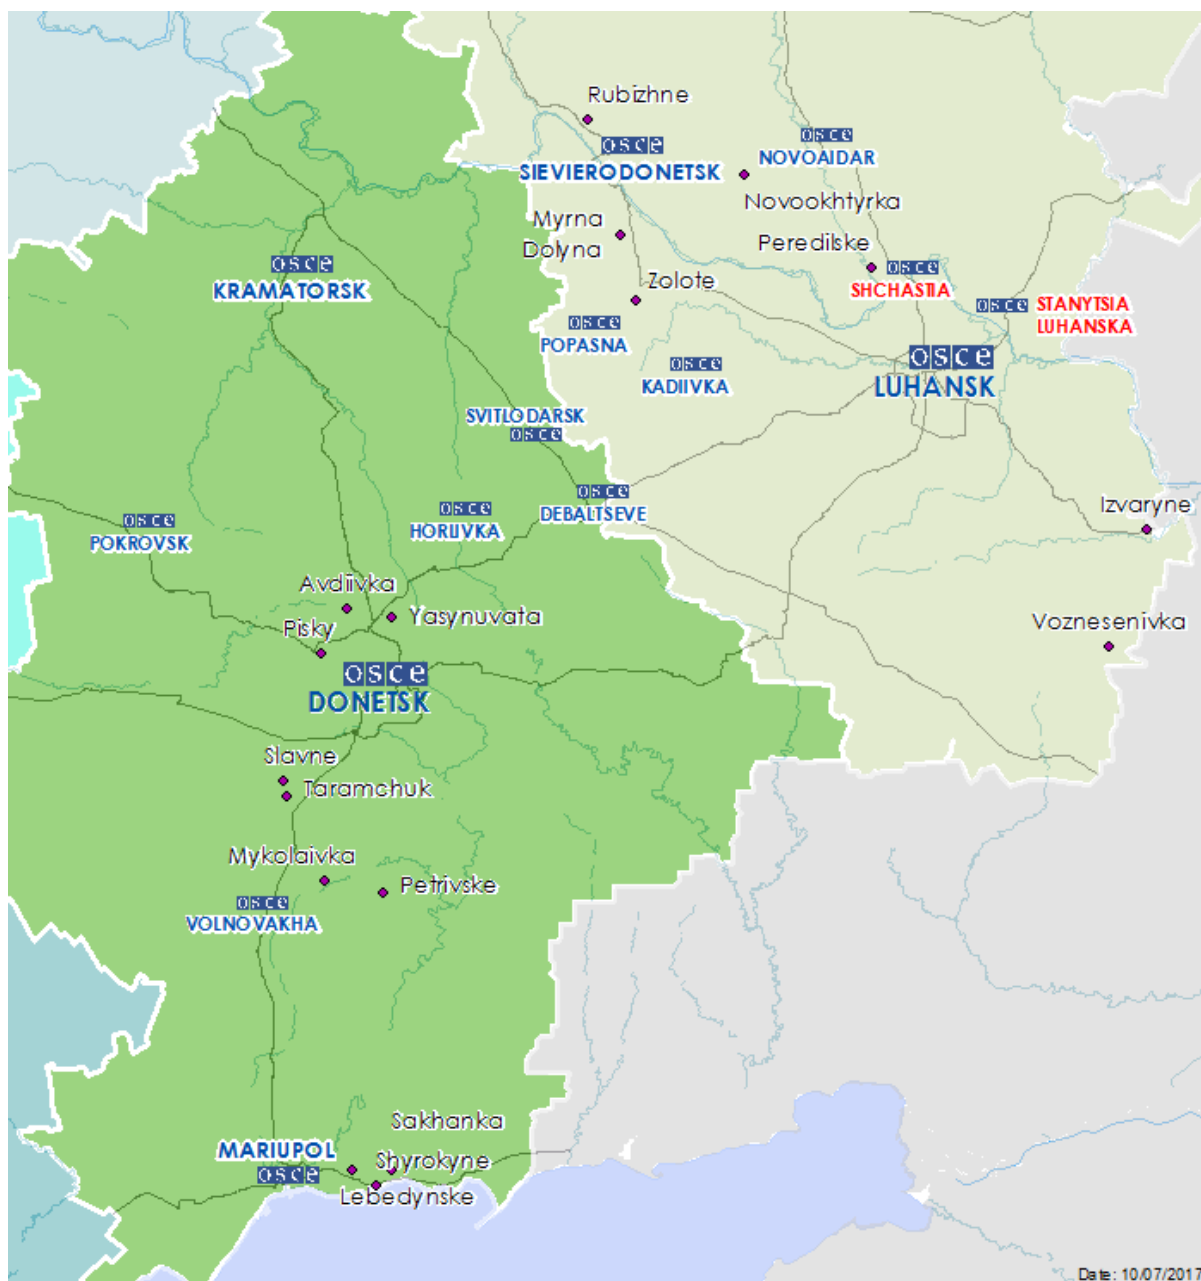 Rubizhne
osce
SIEVIERODONETSK
osce
NOVOAIDAR
Novookhtyrka
Myrna
Dolyna
Peredilske
osce
SHCHASTIA
osce
KRAMATORSK
Zolote
osce
STANYTSIA
LUHANSKA
osce
POPASNA
osce
KADIIVKA
osce
LUHANSK
SVITLODARSK
osce
osce
DEBALTSEVE
osce
HORLIVKA
osce
POKROVSK
Izvaryne
Avdiivka
Yasynuvata
Pisky
Voznesenivka
osce
DONETSK
Slavne
Taramchuk
Mykolaivka
Petrivske
osce
VOLNOVAKHA
Sakhanka
MARIUPOL
osce
Shyrokyne
Lebedynske
Date: 10/07/2017